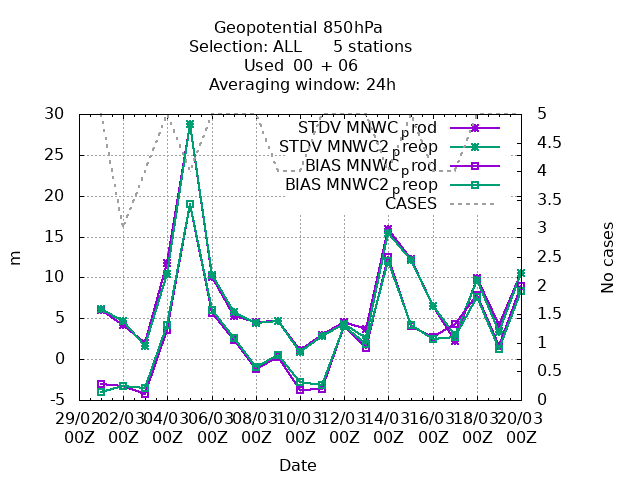 Geopotential 850hPa
Selection: ALL 5 stations
Used 00 + 06
Averaging window: 24h
30
25
20
15
10
5
0
-5
m
5
4.5
4
3.5
3
2.5
2
1.5
1
0.5
0
No cases
STDV MNWC_prod
STDV MNWC2_preop
BIAS MNWC_prod
BIAS MNWC2_preop
CASES
29/02 02/03 04/03 06/03 08/03 10/03 12/03 14/03 16/03 18/03 20/03
00Z 00Z 00Z 00Z 00Z 00Z 00Z 00Z 00Z 00Z 00Z
Date